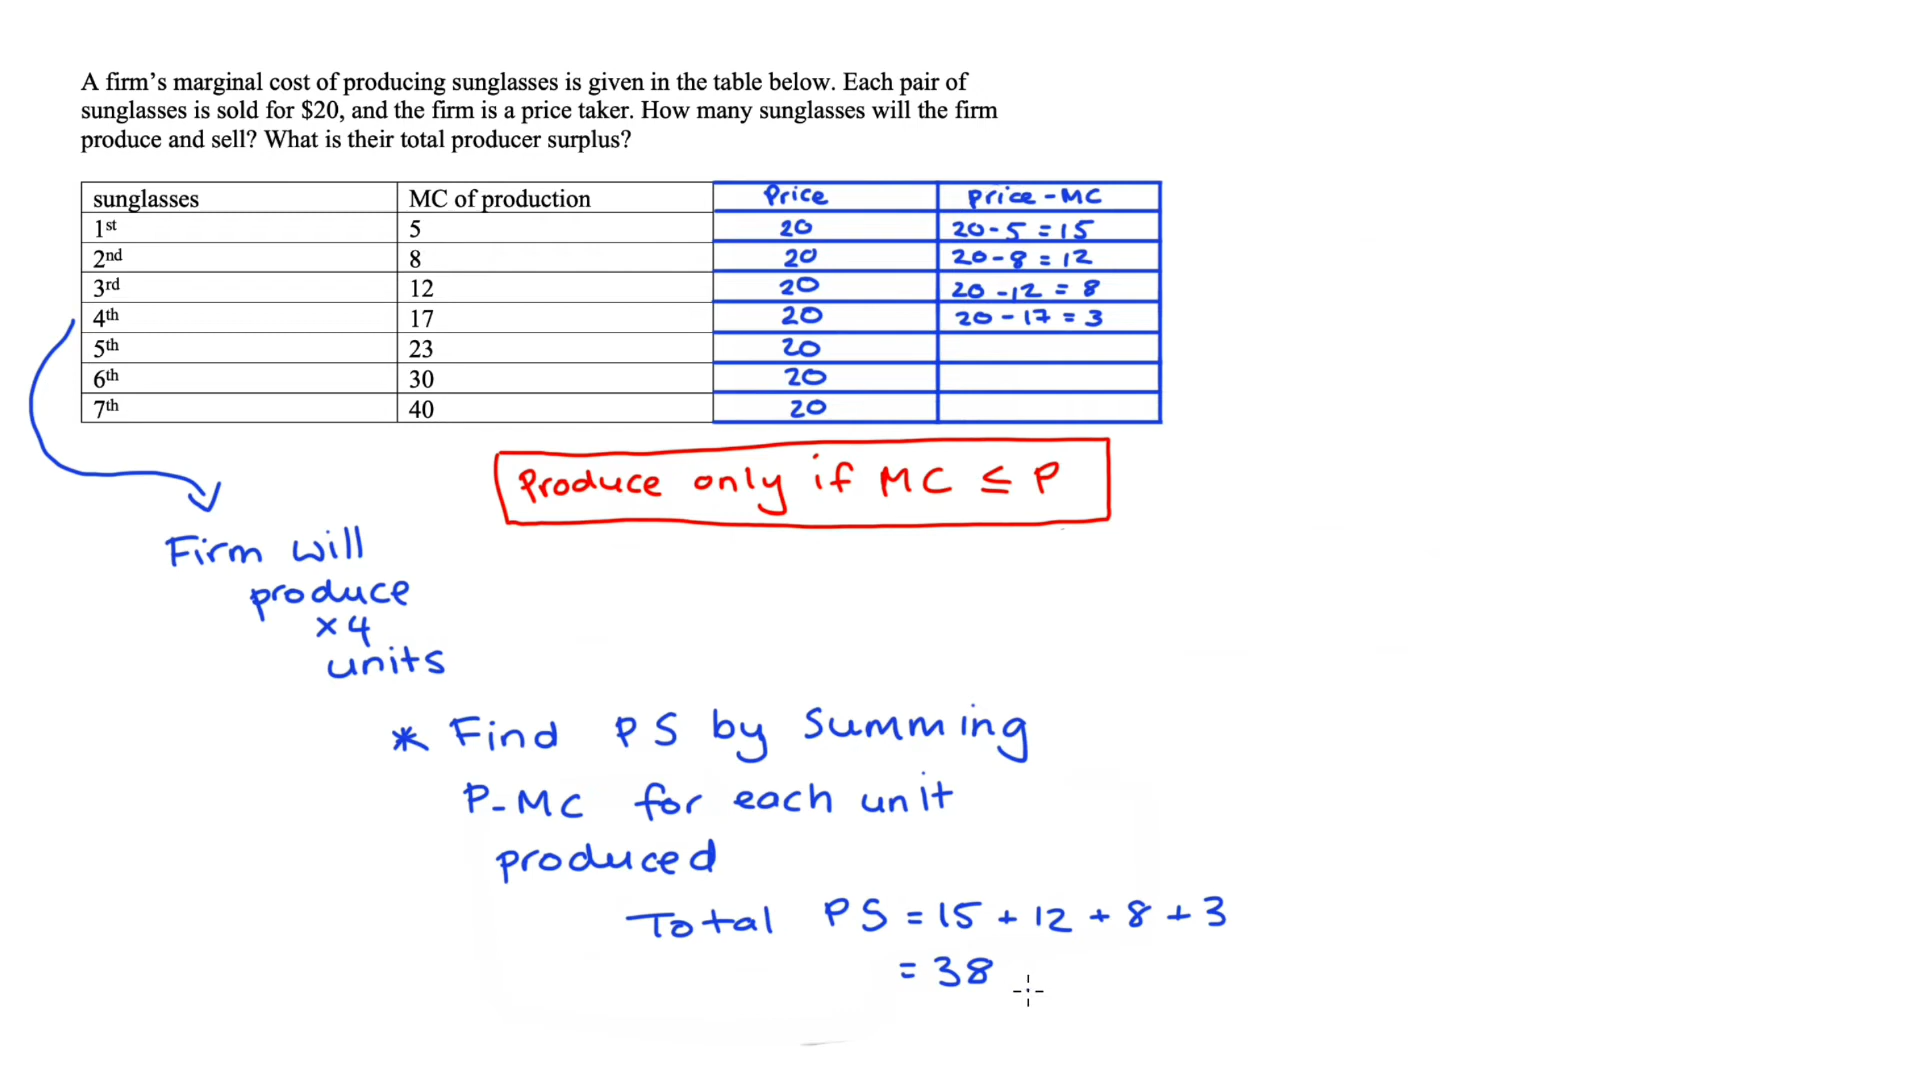 A firm’s marginal cost of producing sunglasses is given in the table below. Each pair of
sunglasses is sold for $20, and the firm is a price taker. How many sunglasses will the firm
produce and sell? What is their total producer surplus?
sunglasses MC of production Price Price - MC
1st 5 20 20 - 5 = 15
2nd 8 20 20 - 8 = 12
3rd 12 20 20 - 12 = 8
4th 17 20 20 - 17 = 3
5th 23 20
6th 30 20
7th 40 20
Produce only if MC ≤ P
Firm will
produce
x 4
units
* Find PS by summing
P - MC for each unit
produced
Total PS = 15 + 12 + 8 + 3
= 38